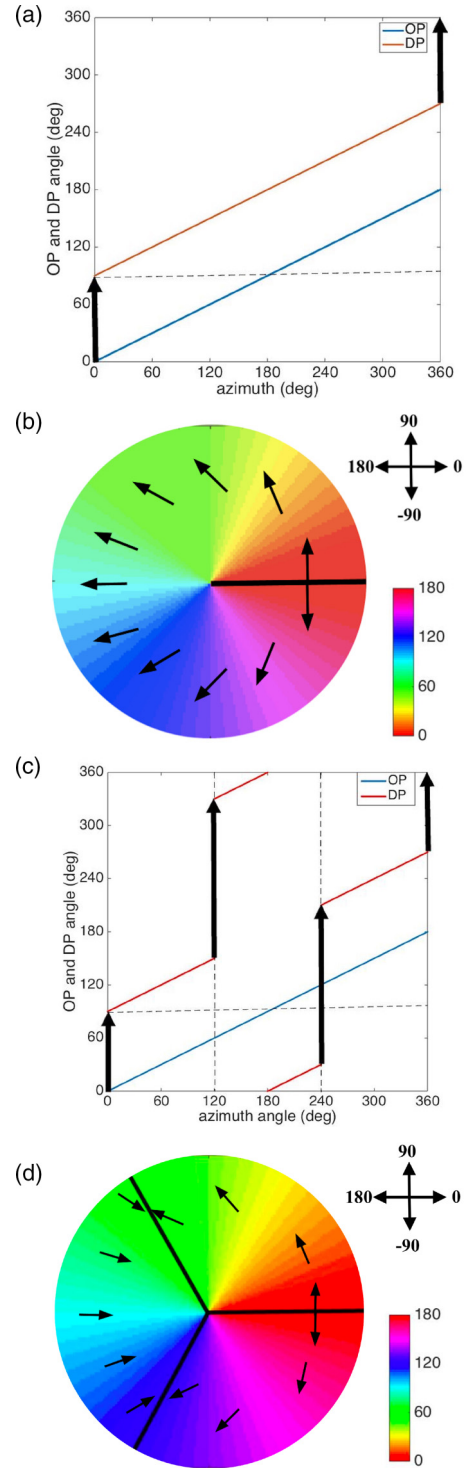 (a)
OP and DP angle (deg)
360
300
240
180
120
60
0
OP
DP
0 60 120 180 240 300 360
azimuth (deg)
(b)
90
180 0
-90
180
120
60
0
(c)
OP and DP angle (deg)
360
300
240
180
120
60
0
OP
DP
0 60 120 180 240 300 360
azimuth angle (deg)
(d)
90
180 0
-90
180
120
60
0